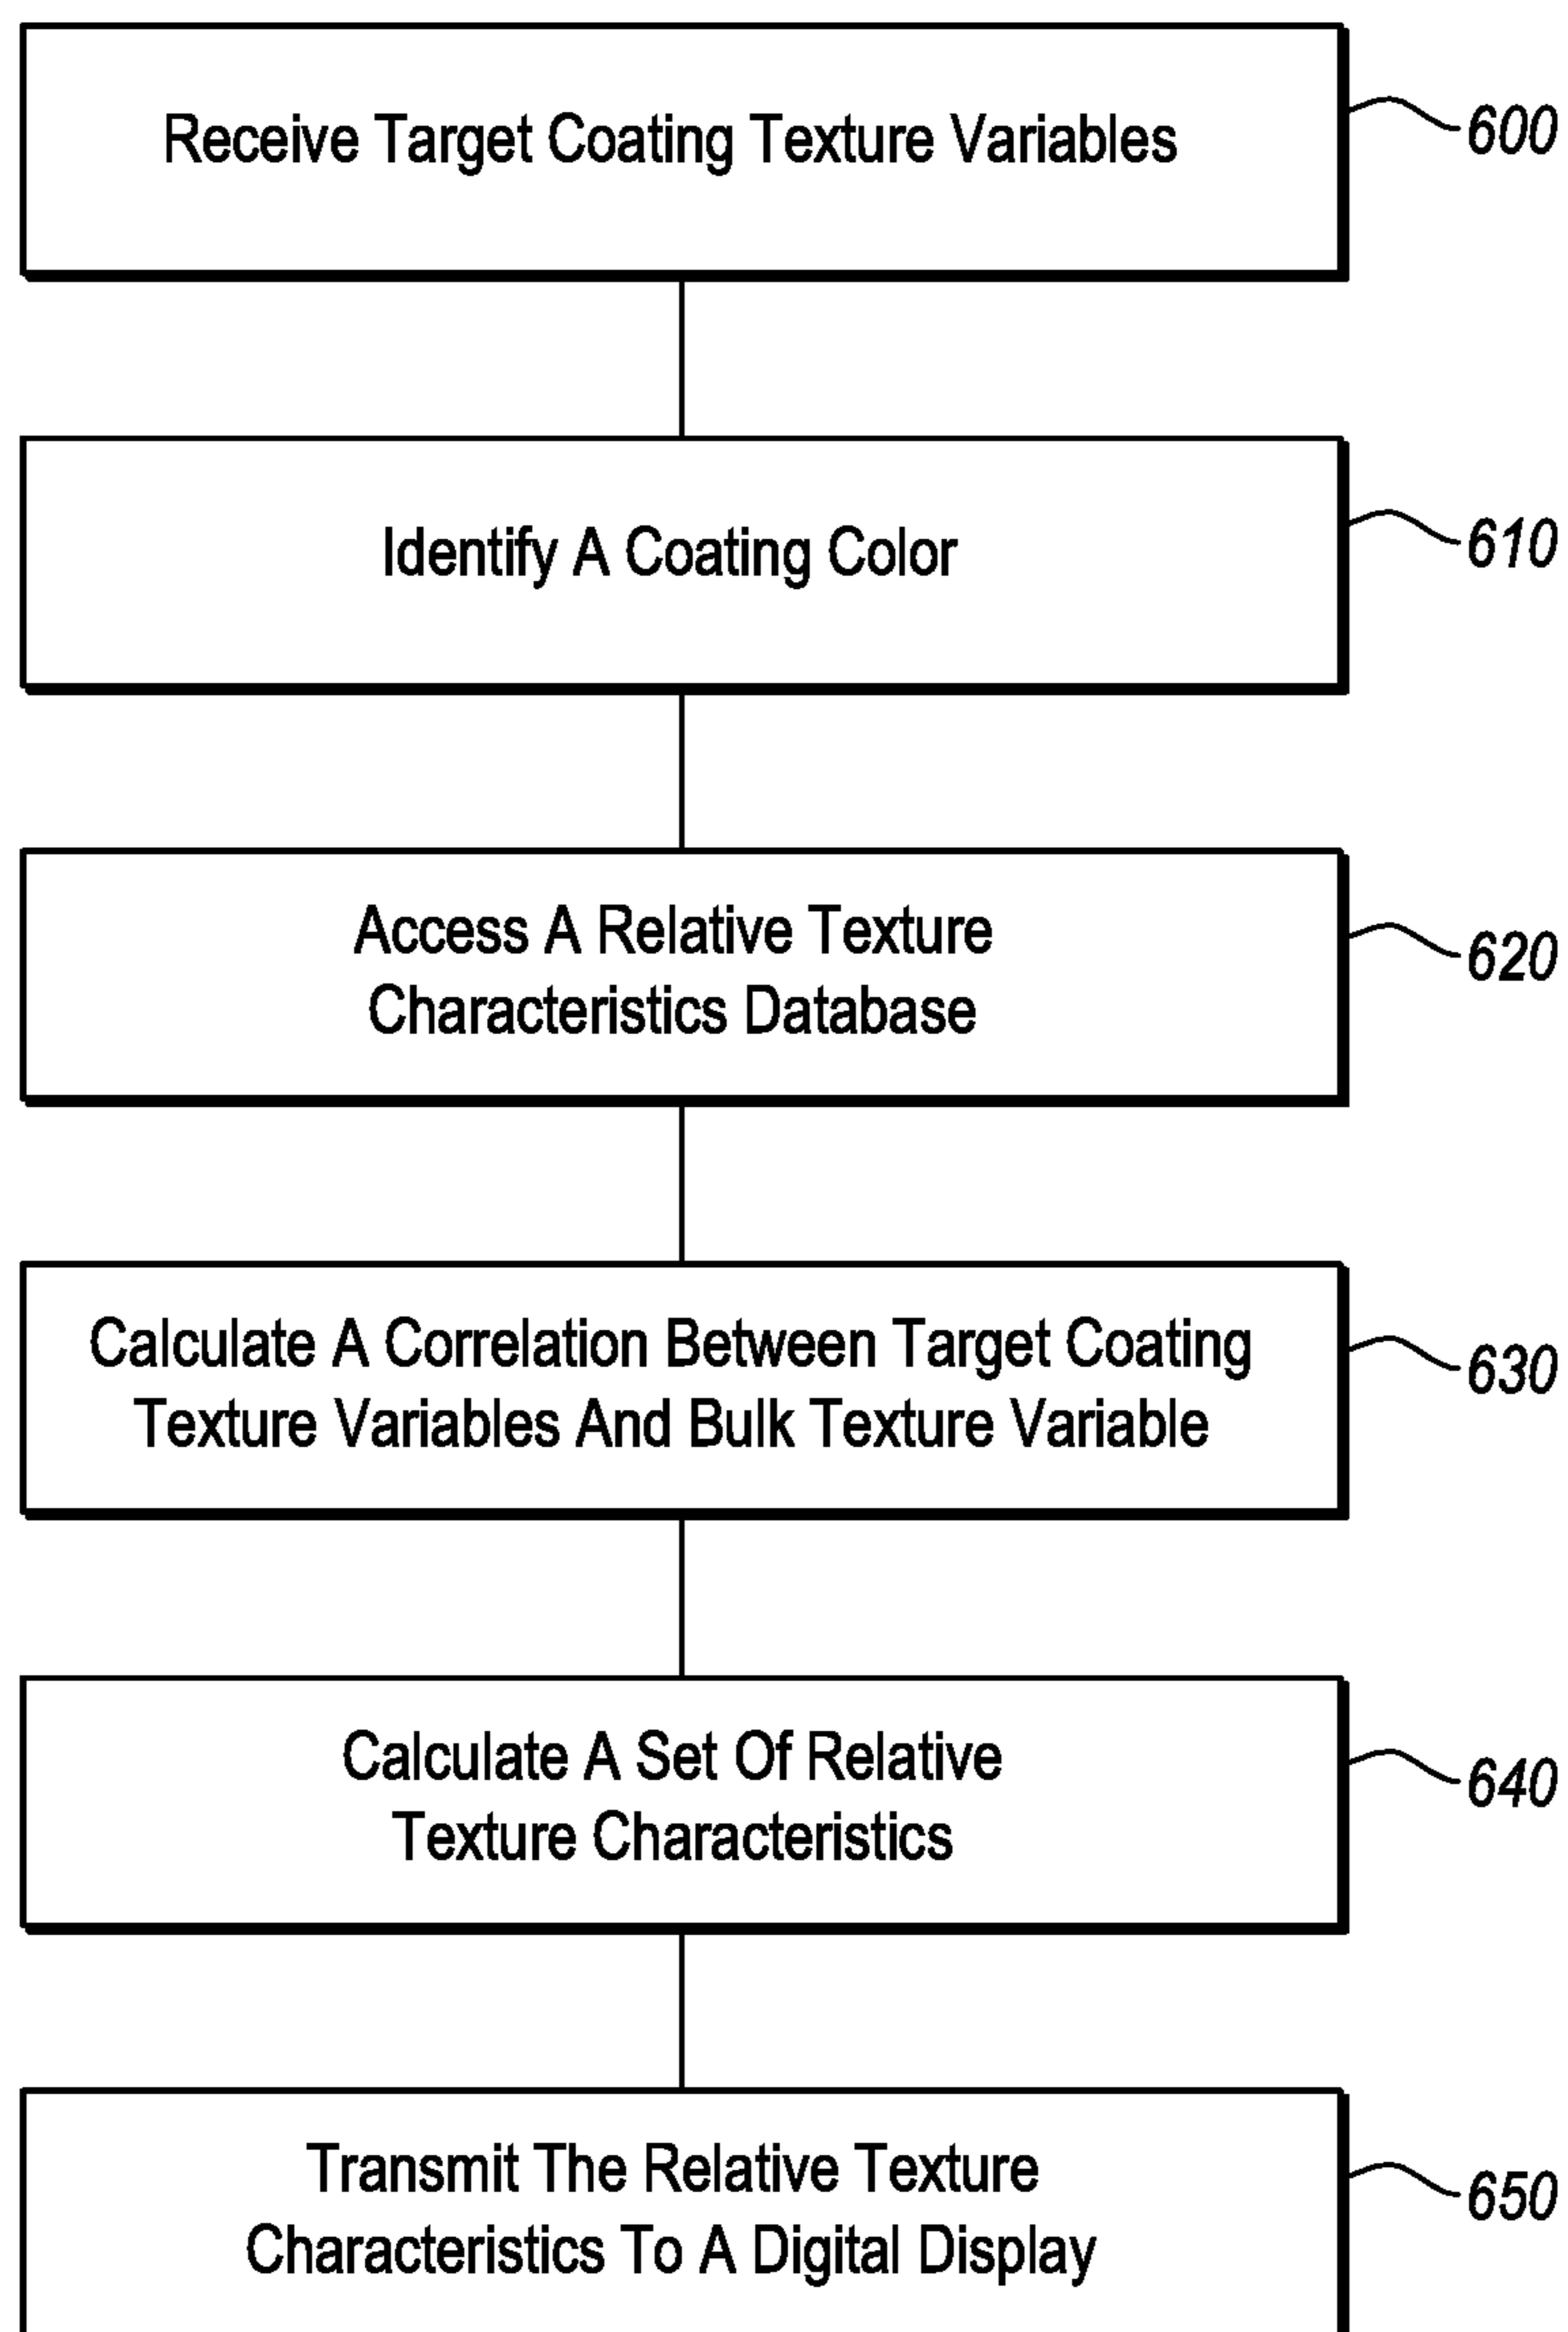 Receive Target Coating Texture Variables
600
Identify A Coating Color
610
Access A Relative Texture
Characteristics Database
620
Calculate A Correlation Between Target Coating
Texture Variables And Bulk Texture Variable
630
Calculate A Set Of Relative
Texture Characteristics
640
Transmit The Relative Texture
Characteristics To A Digital Display
650